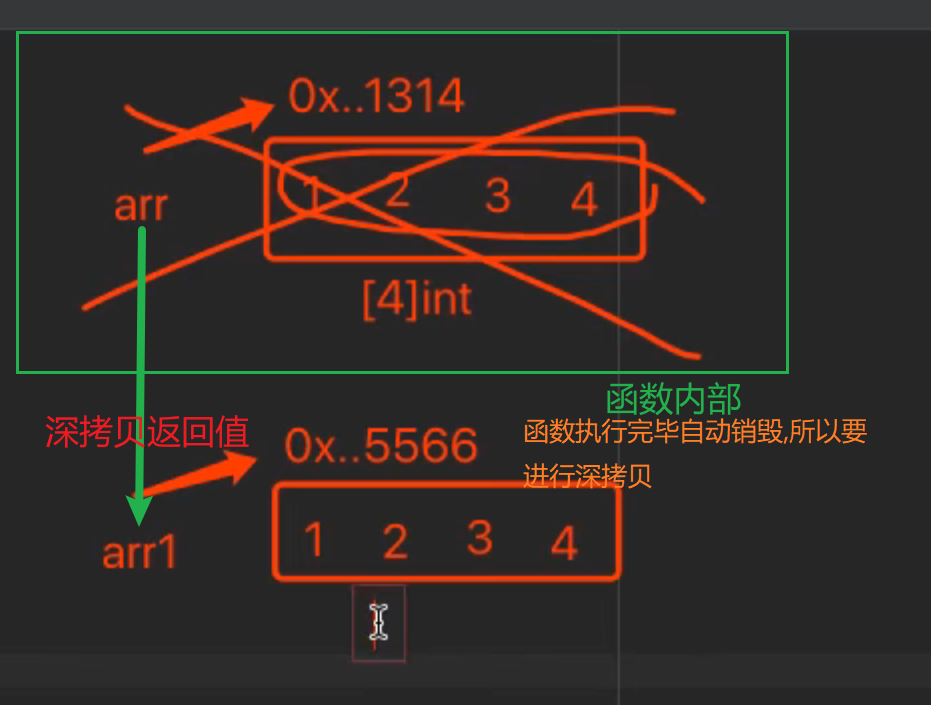 0x..1314
arr
1 2 3 4
[4]int
函数内部
深拷贝返回值
函数执行完毕自动销毁,所以要
进行深拷贝
0x..5566
arr1
1 2 3 4